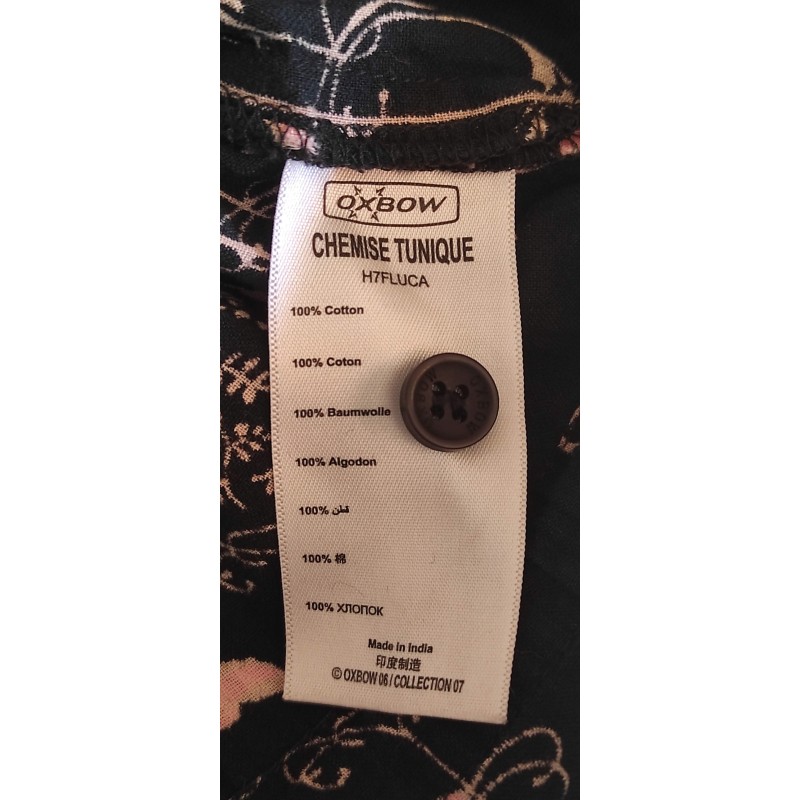 OXBOW
CHEMISE TUNIQUE
H7FLUCA
100% Cotton
100% Coton
100% Baumwolle
100% Algodon
100% قطن
100% 棉
100% ХЛОПОК
Made in India
印度制造
© OXBOW 06 / COLLECTION 07